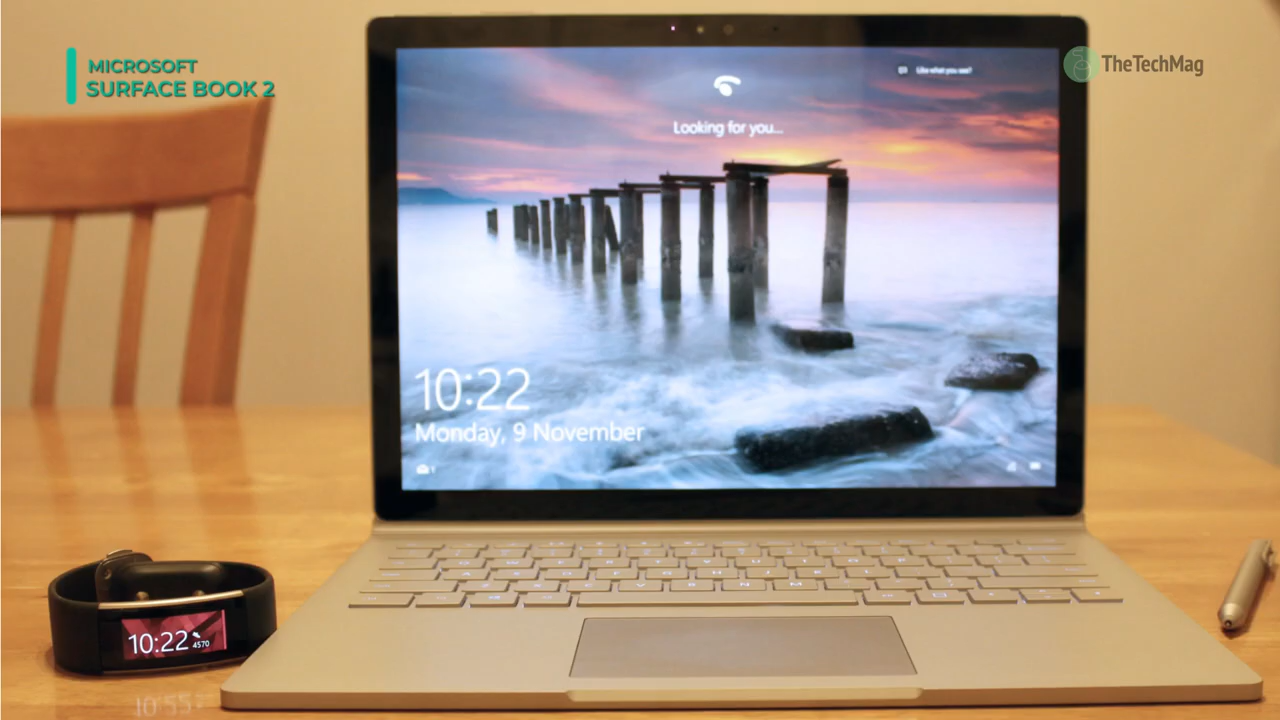 MICROSOFT
SURFACE BOOK 2
TheTechMag
Like what you see?
Looking for you...
10:22
Monday, 9 November
10:22
4570